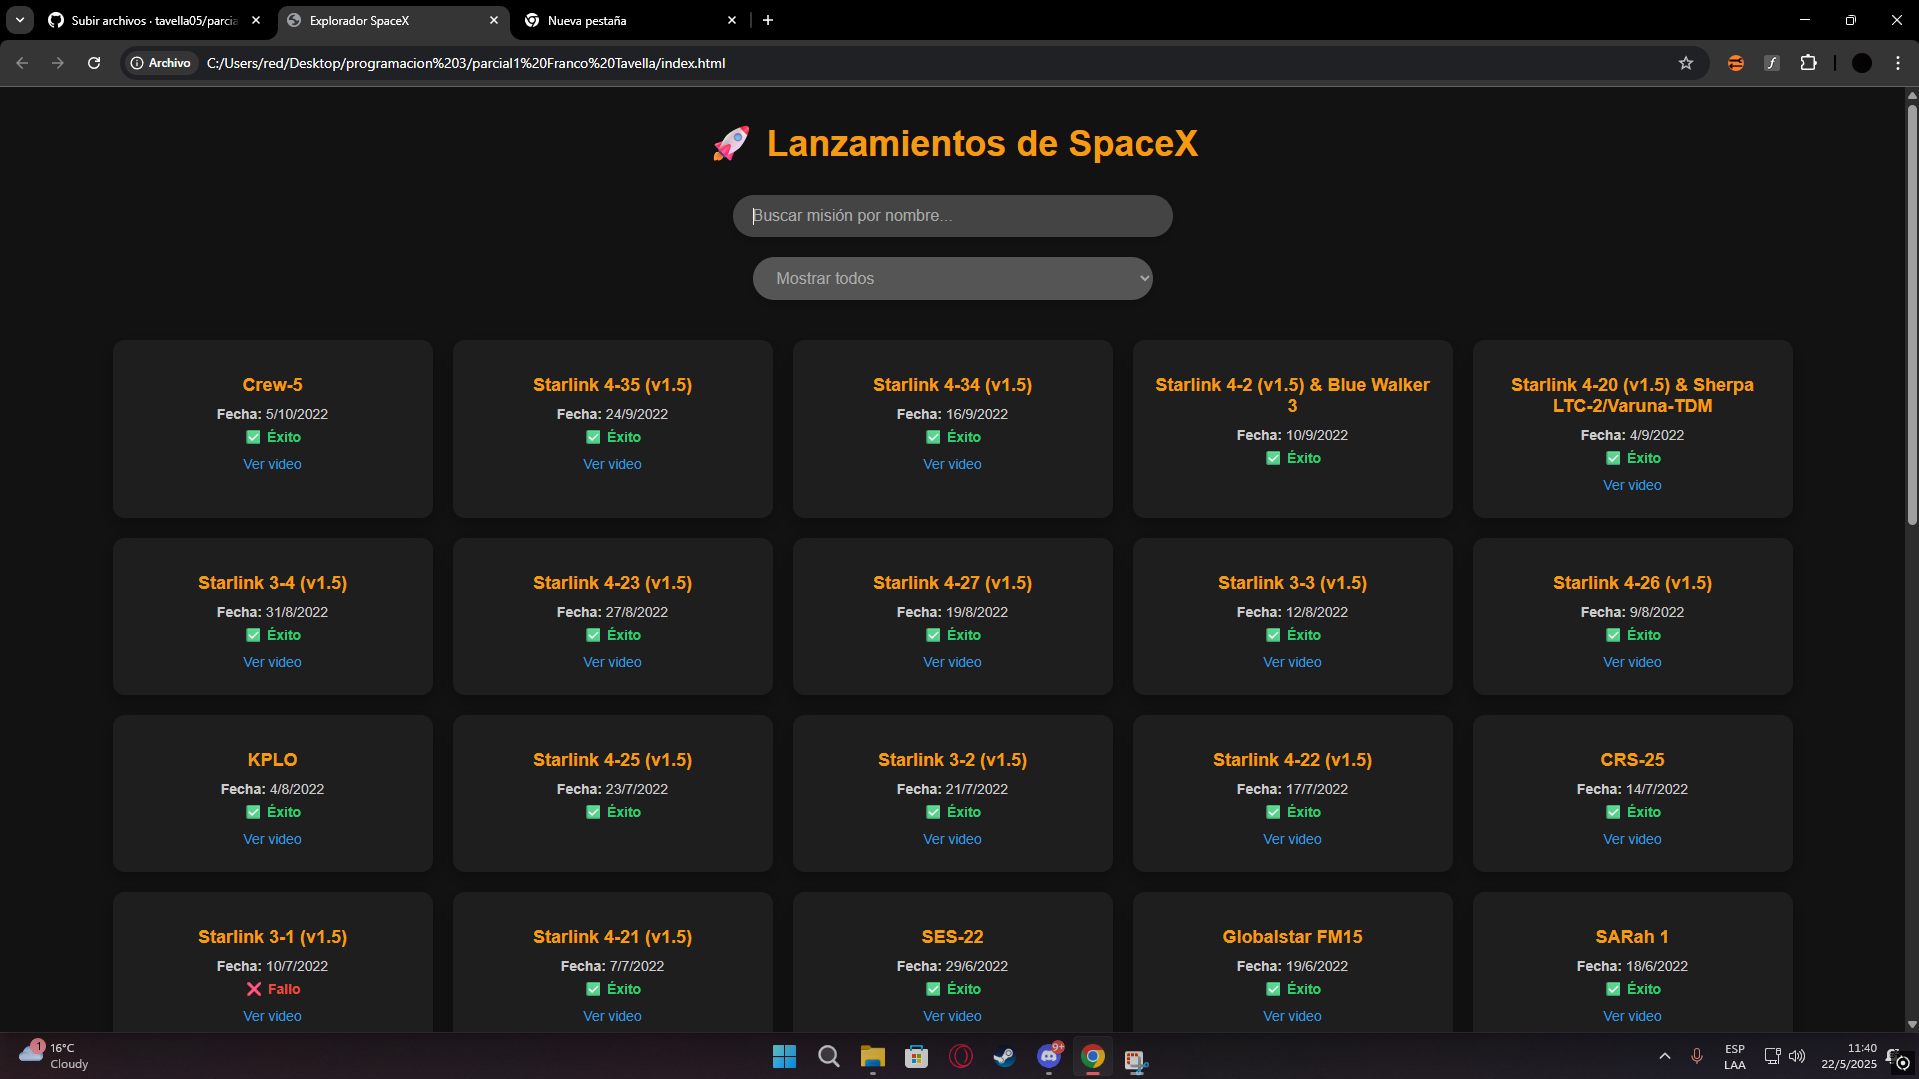 Subir archivos · tavella05/parcia
Explorador SpaceX
Nueva pestaña
Archivo
C:/Users/red/Desktop/programacion%203/parcial1%20Franco%20Tavella/index.html
🚀 Lanzamientos de SpaceX
Buscar misión por nombre...
Mostrar todos
Crew-5
Fecha: 5/10/2022
✅ Éxito
Ver video
Starlink 4-35 (v1.5)
Fecha: 24/9/2022
✅ Éxito
Ver video
Starlink 4-34 (v1.5)
Fecha: 16/9/2022
✅ Éxito
Ver video
Starlink 4-2 (v1.5) & Blue Walker
3
Fecha: 10/9/2022
✅ Éxito
Starlink 4-20 (v1.5) & Sherpa
LTC-2/Varuna-TDM
Fecha: 4/9/2022
✅ Éxito
Ver video
Starlink 3-4 (v1.5)
Fecha: 31/8/2022
✅ Éxito
Ver video
Starlink 4-23 (v1.5)
Fecha: 27/8/2022
✅ Éxito
Ver video
Starlink 4-27 (v1.5)
Fecha: 19/8/2022
✅ Éxito
Ver video
Starlink 3-3 (v1.5)
Fecha: 12/8/2022
✅ Éxito
Ver video
Starlink 4-26 (v1.5)
Fecha: 9/8/2022
✅ Éxito
Ver video
KPLO
Fecha: 4/8/2022
✅ Éxito
Ver video
Starlink 4-25 (v1.5)
Fecha: 23/7/2022
✅ Éxito
Starlink 3-2 (v1.5)
Fecha: 21/7/2022
✅ Éxito
Ver video
Starlink 4-22 (v1.5)
Fecha: 17/7/2022
✅ Éxito
Ver video
CRS-25
Fecha: 14/7/2022
✅ Éxito
Ver video
Starlink 3-1 (v1.5)
Fecha: 10/7/2022
❌ Fallo
Ver video
Starlink 4-21 (v1.5)
Fecha: 7/7/2022
✅ Éxito
Ver video
SES-22
Fecha: 29/6/2022
✅ Éxito
Ver video
Globalstar FM15
Fecha: 19/6/2022
✅ Éxito
Ver video
SARah 1
Fecha: 18/6/2022
✅ Éxito
Ver video
1
16°C
Cloudy
9+
ESP
LAA
11:40
22/5/2025